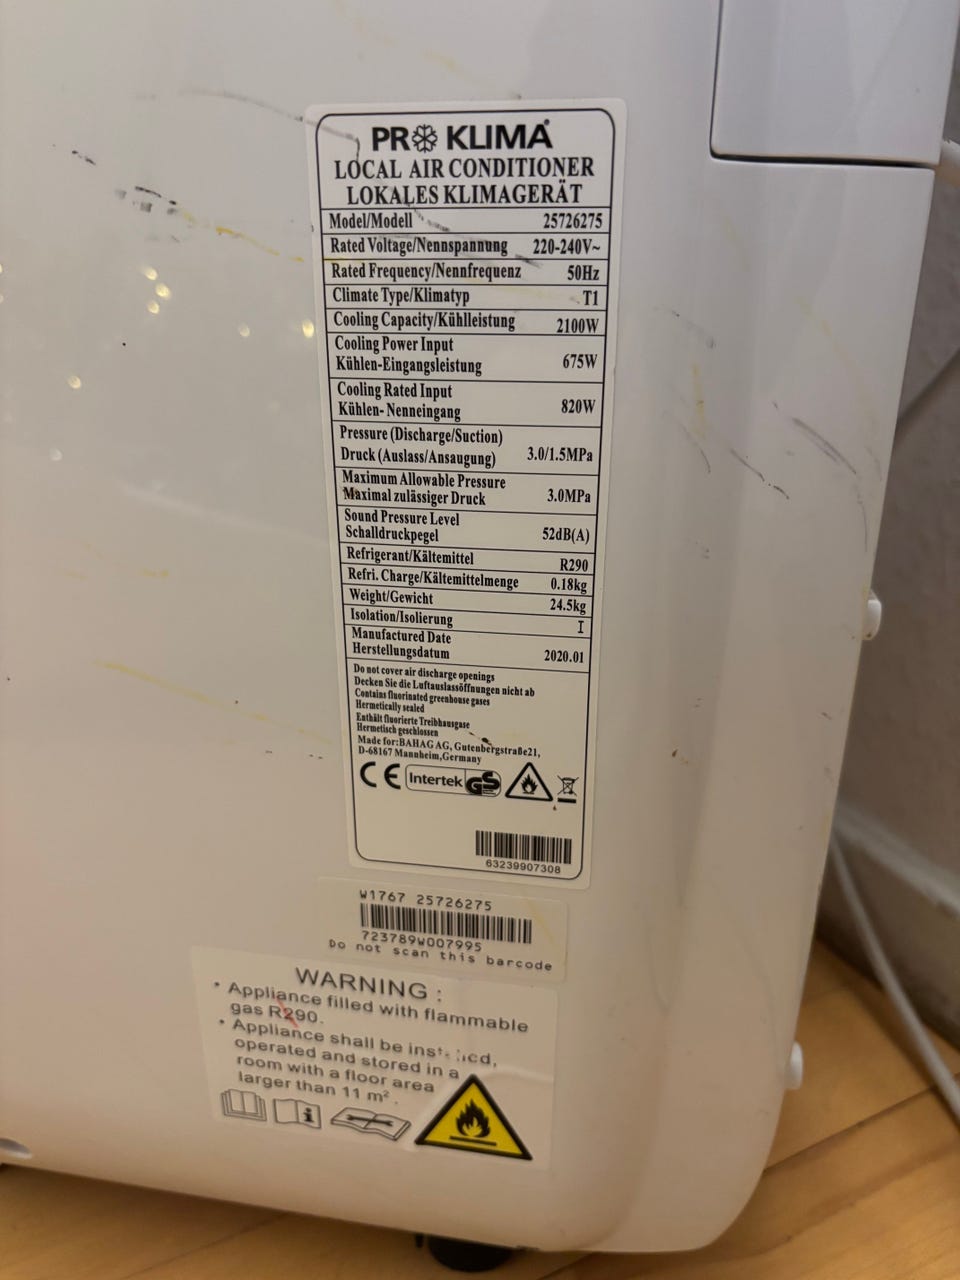 PRO KLIMA
LOCAL AIR CONDITIONER
LOKALES KLIMAGERÄT
Model/Modell 25726275
Rated Voltage/Nennspannung 220-240V~
Rated Frequency/Nennfrequenz 50Hz
Climate Type/Klimatyp T1
Cooling Capacity/Kühlleistung 2100W
Cooling Power Input
Kühlen-Eingangsleistung 675W
Cooling Rated Input
Kühlen- Nenneingang 820W
Pressure (Discharge/Suction)
Druck (Auslass/Ansaugung) 3.0/1.5MPa
Maximum Allowable Pressure
Maximal zulässiger Druck 3.0MPa
Sound Pressure Level
Schalldruckpegel 52dB(A)
Refrigerant/Kältemittel R290
Refri. Charge/Kältemittelmenge 0.18kg
Weight/Gewicht 24.5kg
Isolation/Isolierung I
Manufactured Date
Herstellungsdatum 2020.01
Do not cover air discharge openings
Decken Sie die Luftauslassöffnungen nicht ab
Contains fluorinated greenhouse gases
Hermetically sealed
Enthält fluorierte Treibhausgase
Hermetisch geschlossen
Made for:BAHAG AG, Gutenbergstraße21,
D-68167 Mannheim,Germany
CE Intertek GS
63239907308
W1767 25726275
723789W007995
Do not scan this barcode
WARNING :
• Appliance filled with flammable
gas R290.
• Appliance shall be installed,
operated and stored in a
room with a floor area
larger than 11 m².